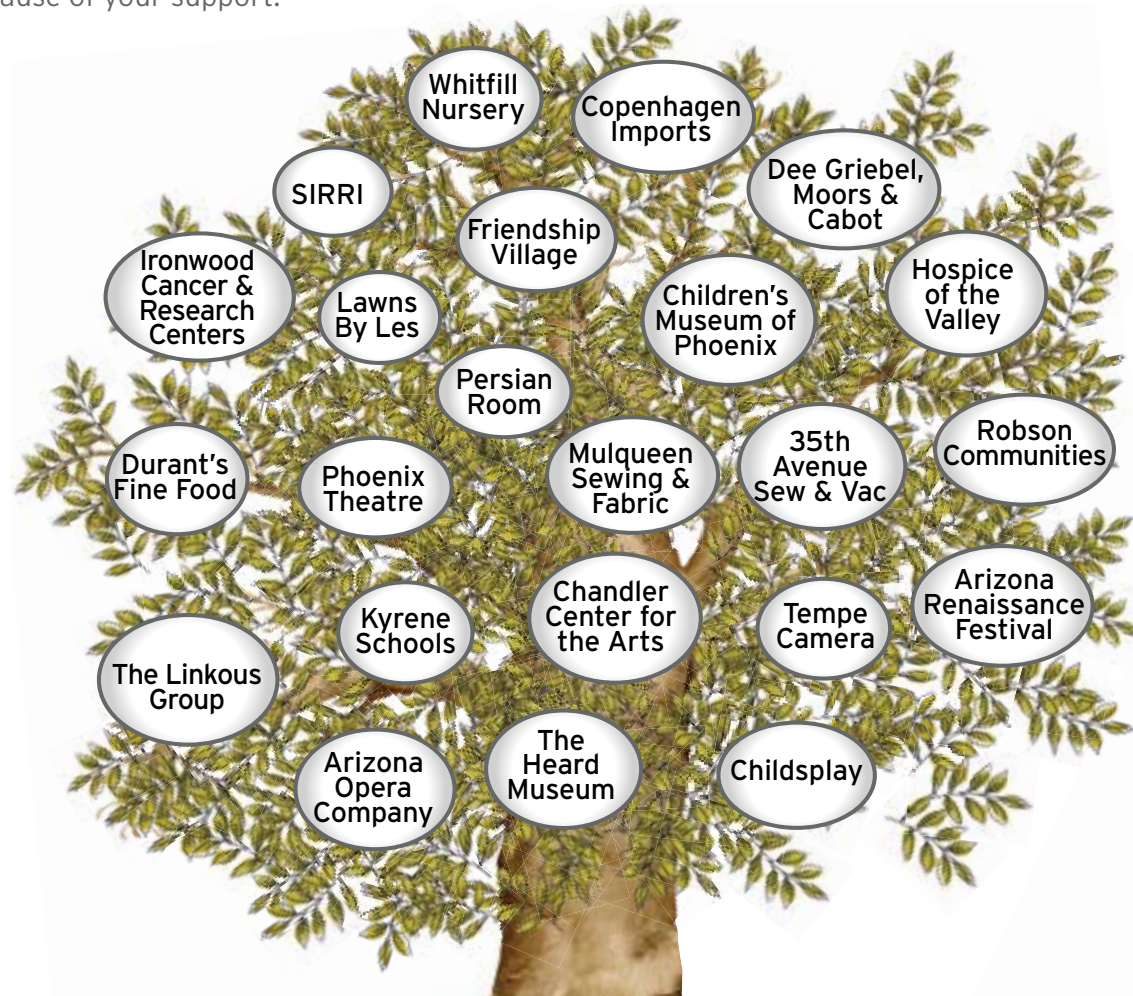 of your support.
Whitfill
Nursery
Copenhagen
Imports
Dee Griebel,
Moors &
Cabot
SIRRI
Friendship
Village
Ironwood
Cancer &
Research
Centers
Lawns
By Les
Children's
Museum of
Phoenix
Hospice
of the
Valley
Persian
Room
Durant's
Fine Food
Phoenix
Theatre
Mulqueen
Sewing &
Fabric
35th
Avenue
Sew & Vac
Robson
Communities
The Linkous
Group
Kyrene
Schools
Chandler
Center for
the Arts
Tempe
Camera
Arizona
Renaissance
Festival
Arizona
Opera
Company
The
Heard
Museum
Childsplay